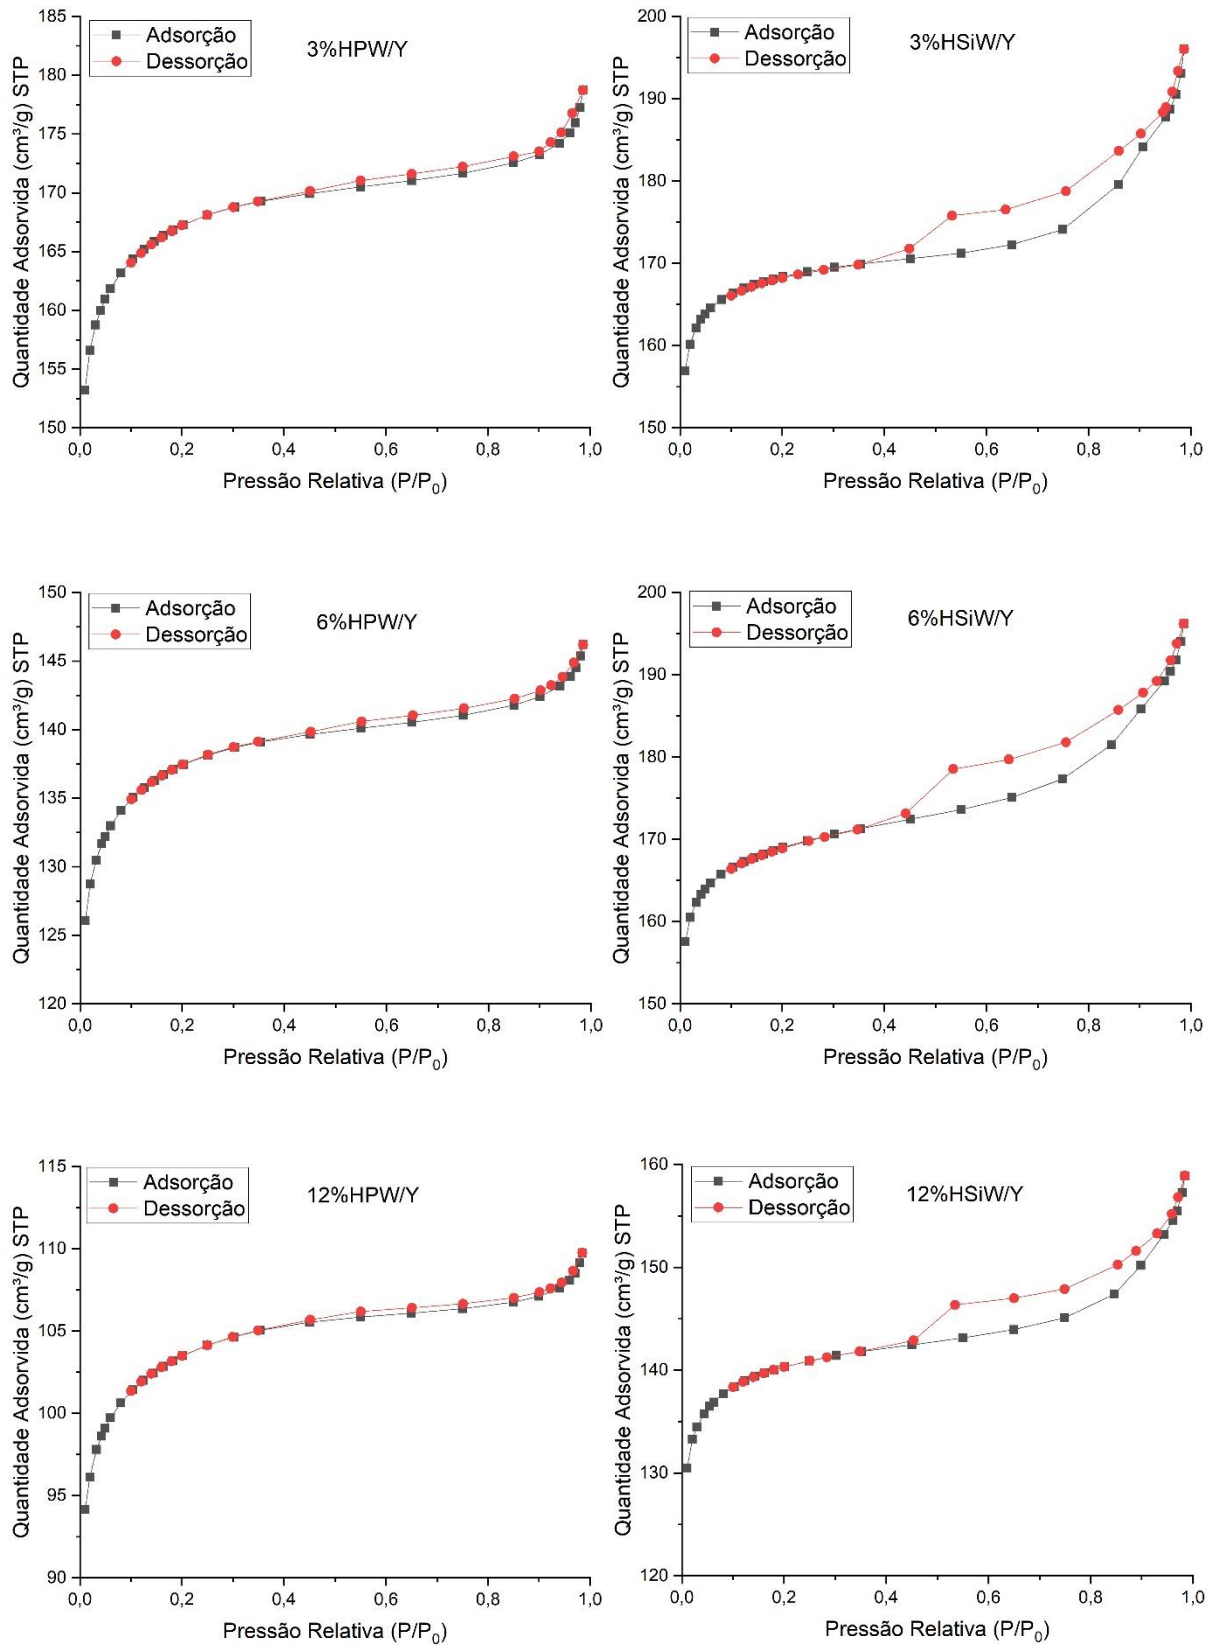 3%HPW/Y
Adsorção
Dessorção
Quantidade Adsorvida (cm³/g) STP
185
180
175
170
165
160
155
150
0,0 0,2 0,4 0,6 0,8 1,0
Pressão Relativa (P/P₀)
3%HSiW/Y
Adsorção
Dessorção
Quantidade Adsorvida (cm³/g) STP
200
190
180
170
160
150
0,0 0,2 0,4 0,6 0,8 1,0
Pressão Relativa (P/P₀)
6%HPW/Y
Adsorção
Dessorção
Quantidade Adsorvida (cm³/g) STP
150
145
140
135
130
125
120
0,0 0,2 0,4 0,6 0,8 1,0
Pressão Relativa (P/P₀)
6%HSiW/Y
Adsorção
Dessorção
Quantidade Adsorvida (cm³/g) STP
200
190
180
170
160
150
0,0 0,2 0,4 0,6 0,8 1,0
Pressão Relativa (P/P₀)
12%HPW/Y
Adsorção
Dessorção
Quantidade Adsorvida (cm³/g) STP
115
110
105
100
95
90
0,0 0,2 0,4 0,6 0,8 1,0
Pressão Relativa (P/P₀)
12%HSiW/Y
Adsorção
Dessorção
Quantidade Adsorvida (cm³/g) STP
160
150
140
130
120
0,0 0,2 0,4 0,6 0,8 1,0
Pressão Relativa (P/P₀)